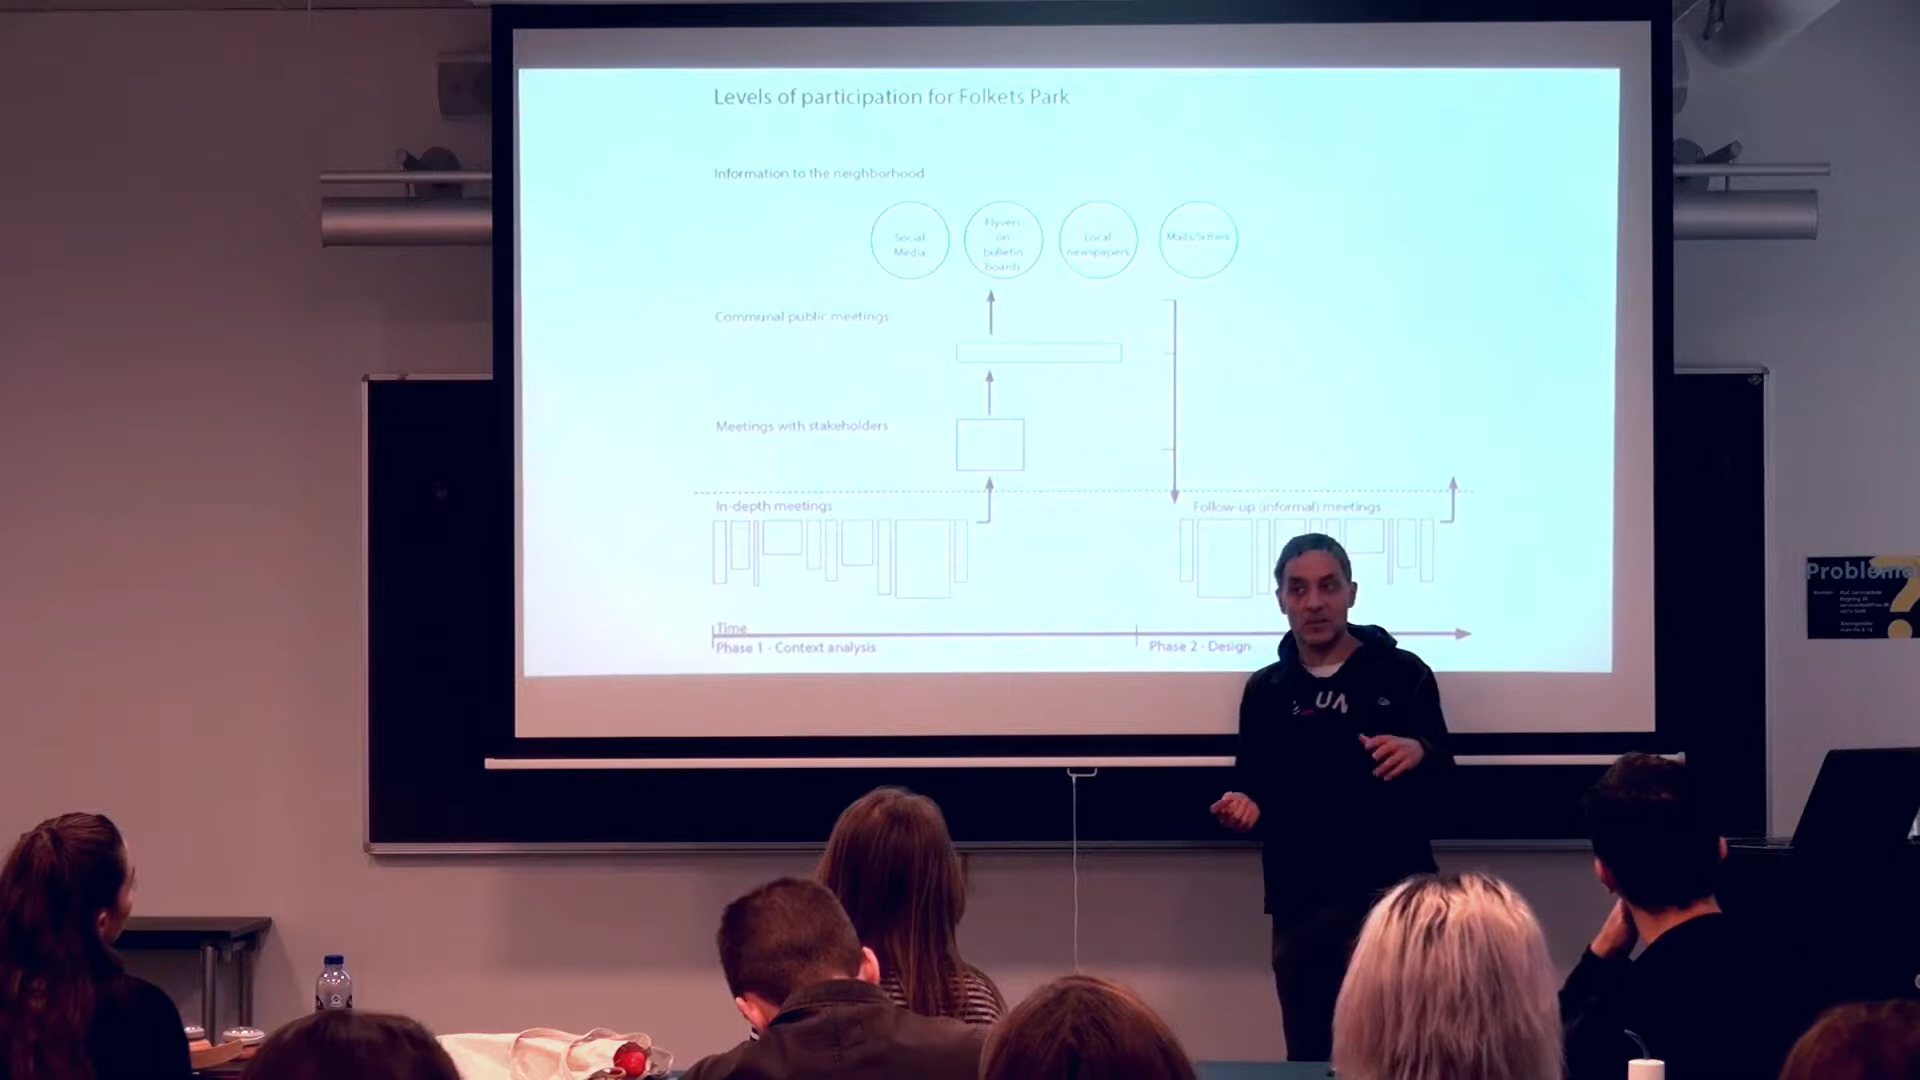 Levels of participation for Folkets Park
Information to the neighborhood
Social
Media
Flyers
on
bulletin
boards
Local
newspapers
Mails/letters
Communal public meetings
Meetings with stakeholders
In-depth meetings
Follow-up (informal) meetings
Time
Phase 1 - Context analysis
Phase 2 - Design
UA